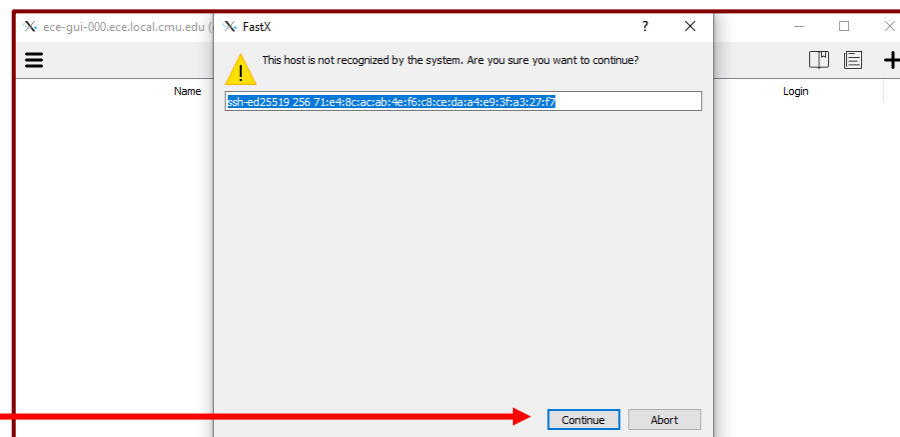 ece-gui-000.ece.local.cmu.edu (
FastX
This host is not recognized by the system. Are you sure you want to continue?
Name
Login
ssh-ed25519 256 71:e4:8c:ac:ab:4e:f6:c8:ce:da:a4:e9:3f:a3:27:f7
Continue
Abort